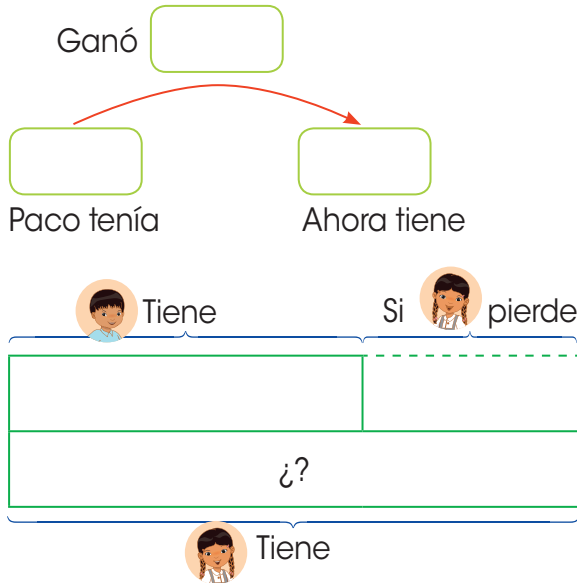 Ganó
Paco tenía
Ahora tiene
Tiene
Si pierde
¿?
Tiene